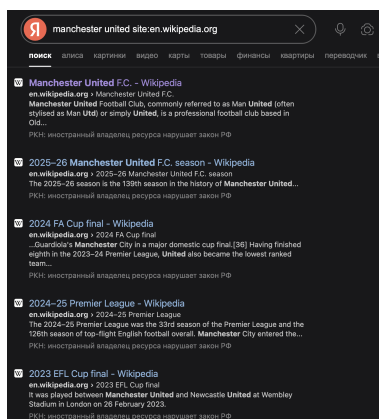 Я manchester united site:en.wikipedia.org
ПОИСК АЛИСА КАРТИНКИ ВИДЕО КАРТЫ ТОВАРЫ ФИНАНСЫ КВАРТИРЫ ПЕРЕВОДЧИК
W Manchester United F.C. - Wikipedia
en.wikipedia.org › Manchester United F.C.
Manchester United Football Club, commonly referred to as Man United (often
stylised as Man Utd) or simply United, is a professional football club based in
Old...
РКН: иностранный владелец ресурса нарушает закон РФ
W 2025–26 Manchester United F.C. season - Wikipedia
en.wikipedia.org › 2025–26 Manchester United F.C. season
The 2025–26 season is the 139th season in the history of Manchester United...
РКН: иностранный владелец ресурса нарушает закон РФ
W 2024 FA Cup final - Wikipedia
en.wikipedia.org › 2024 FA Cup final
...Guardiola's Manchester City in a major domestic cup final.[36] Having finished
eighth in the 2023–24 Premier League, United also became the lowest ranked
team...
РКН: иностранный владелец ресурса нарушает закон РФ
W 2024–25 Premier League - Wikipedia
en.wikipedia.org › 2024–25 Premier League
The 2024–25 Premier League was the 33rd season of the Premier League and the
126th season of top-flight English football overall. Manchester City entered the...
РКН: иностранный владелец ресурса нарушает закон РФ
W 2023 EFL Cup final - Wikipedia
en.wikipedia.org › 2023 EFL Cup final
It was played between Manchester United and Newcastle United at Wembley
Stadium in London on 26 February 2023.
РКН: иностранный владелец ресурса нарушает закон РФ